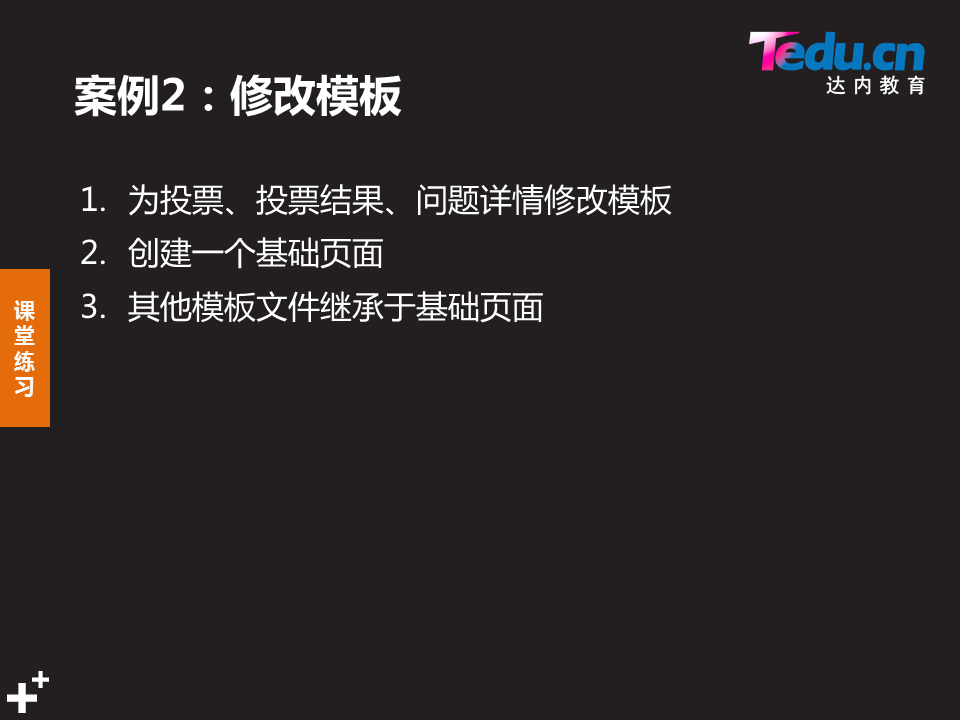 Tedu.cn
达内教育
案例2：修改模板
1. 为投票、投票结果、问题详情修改模板
2. 创建一个基础页面
3. 其他模板文件继承于基础页面
课堂练习